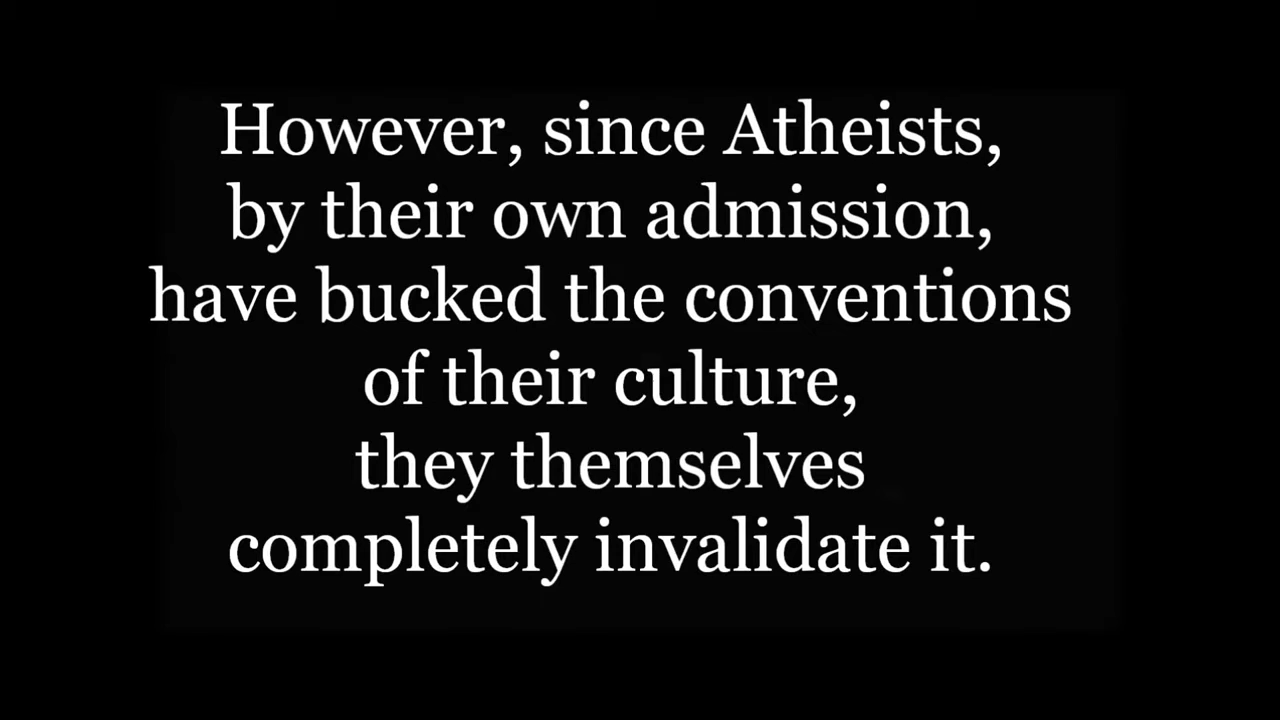 However, since Atheists,
by their own admission,
have bucked the conventions
of their culture,
they themselves
completely invalidate it.